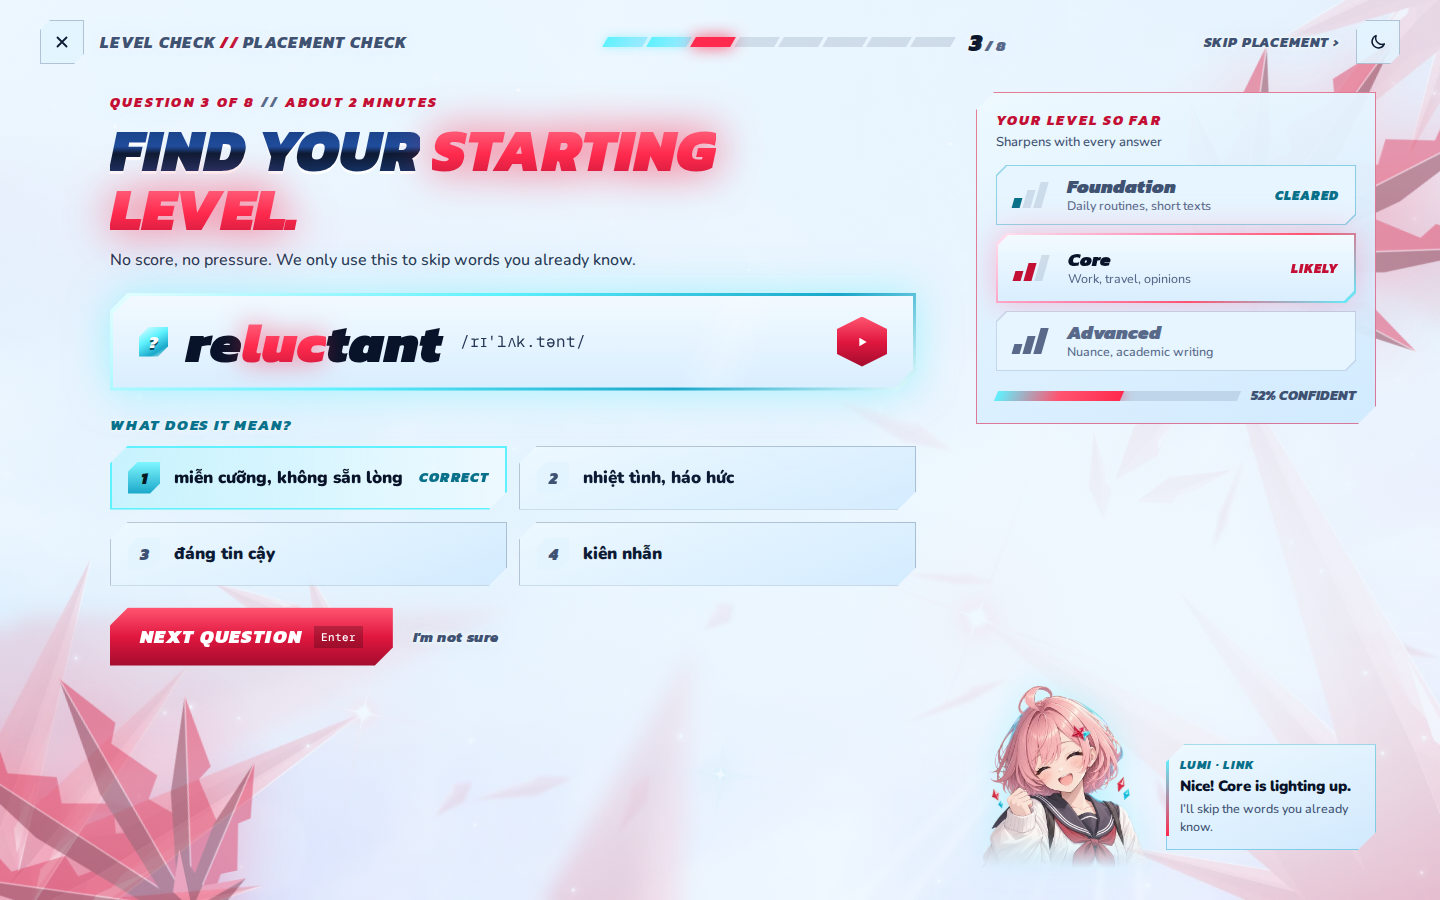 LEVEL CHECK // PLACEMENT CHECK
3 / 8
SKIP PLACEMENT >
QUESTION 3 OF 8 // ABOUT 2 MINUTES
FIND YOUR STARTING
LEVEL.
No score, no pressure. We only use this to skip words you already know.
? reluctant /rɪˈlʌk.tənt/
WHAT DOES IT MEAN?
1 miễn cưỡng, không sẵn lòng CORRECT
2 nhiệt tình, háo hức
3 đáng tin cậy
4 kiên nhẫn
NEXT QUESTION Enter
I'm not sure
YOUR LEVEL SO FAR
Sharpens with every answer
Foundation
Daily routines, short texts
CLEARED
Core
Work, travel, opinions
LIKELY
Advanced
Nuance, academic writing
52% CONFIDENT
LUMI · LINK
Nice! Core is lighting up.
I'll skip the words you already
know.